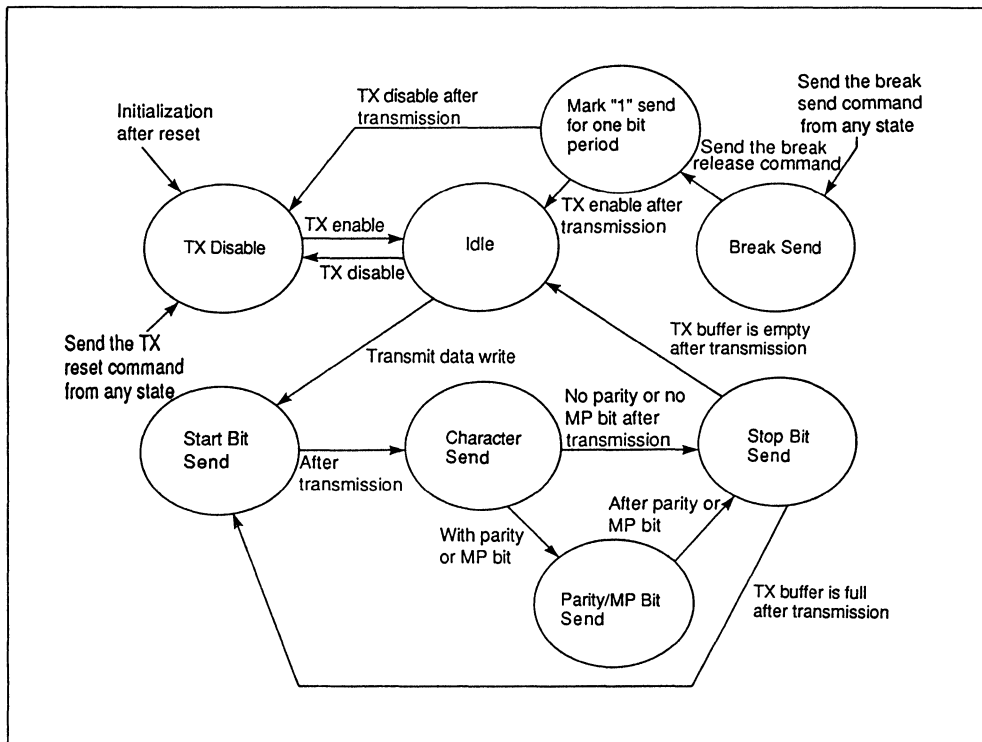 Initialization
after reset
TX disable after
transmission
Mark "1" send
for one bit
period
Send the break
send command
from any state
Send the break
release command
TX Disable
TX enable
TX disable
Idle
TX enable after
transmission
Break Send
Send the TX
reset command
from any state
Transmit data write
TX buffer is empty
after transmission
Start Bit
Send
After
transmission
Character
Send
No parity or no
MP bit after
transmission
Stop Bit
Send
With parity
or MP bit
After parity or
MP bit
Parity/MP Bit
Send
TX buffer is full
after transmission